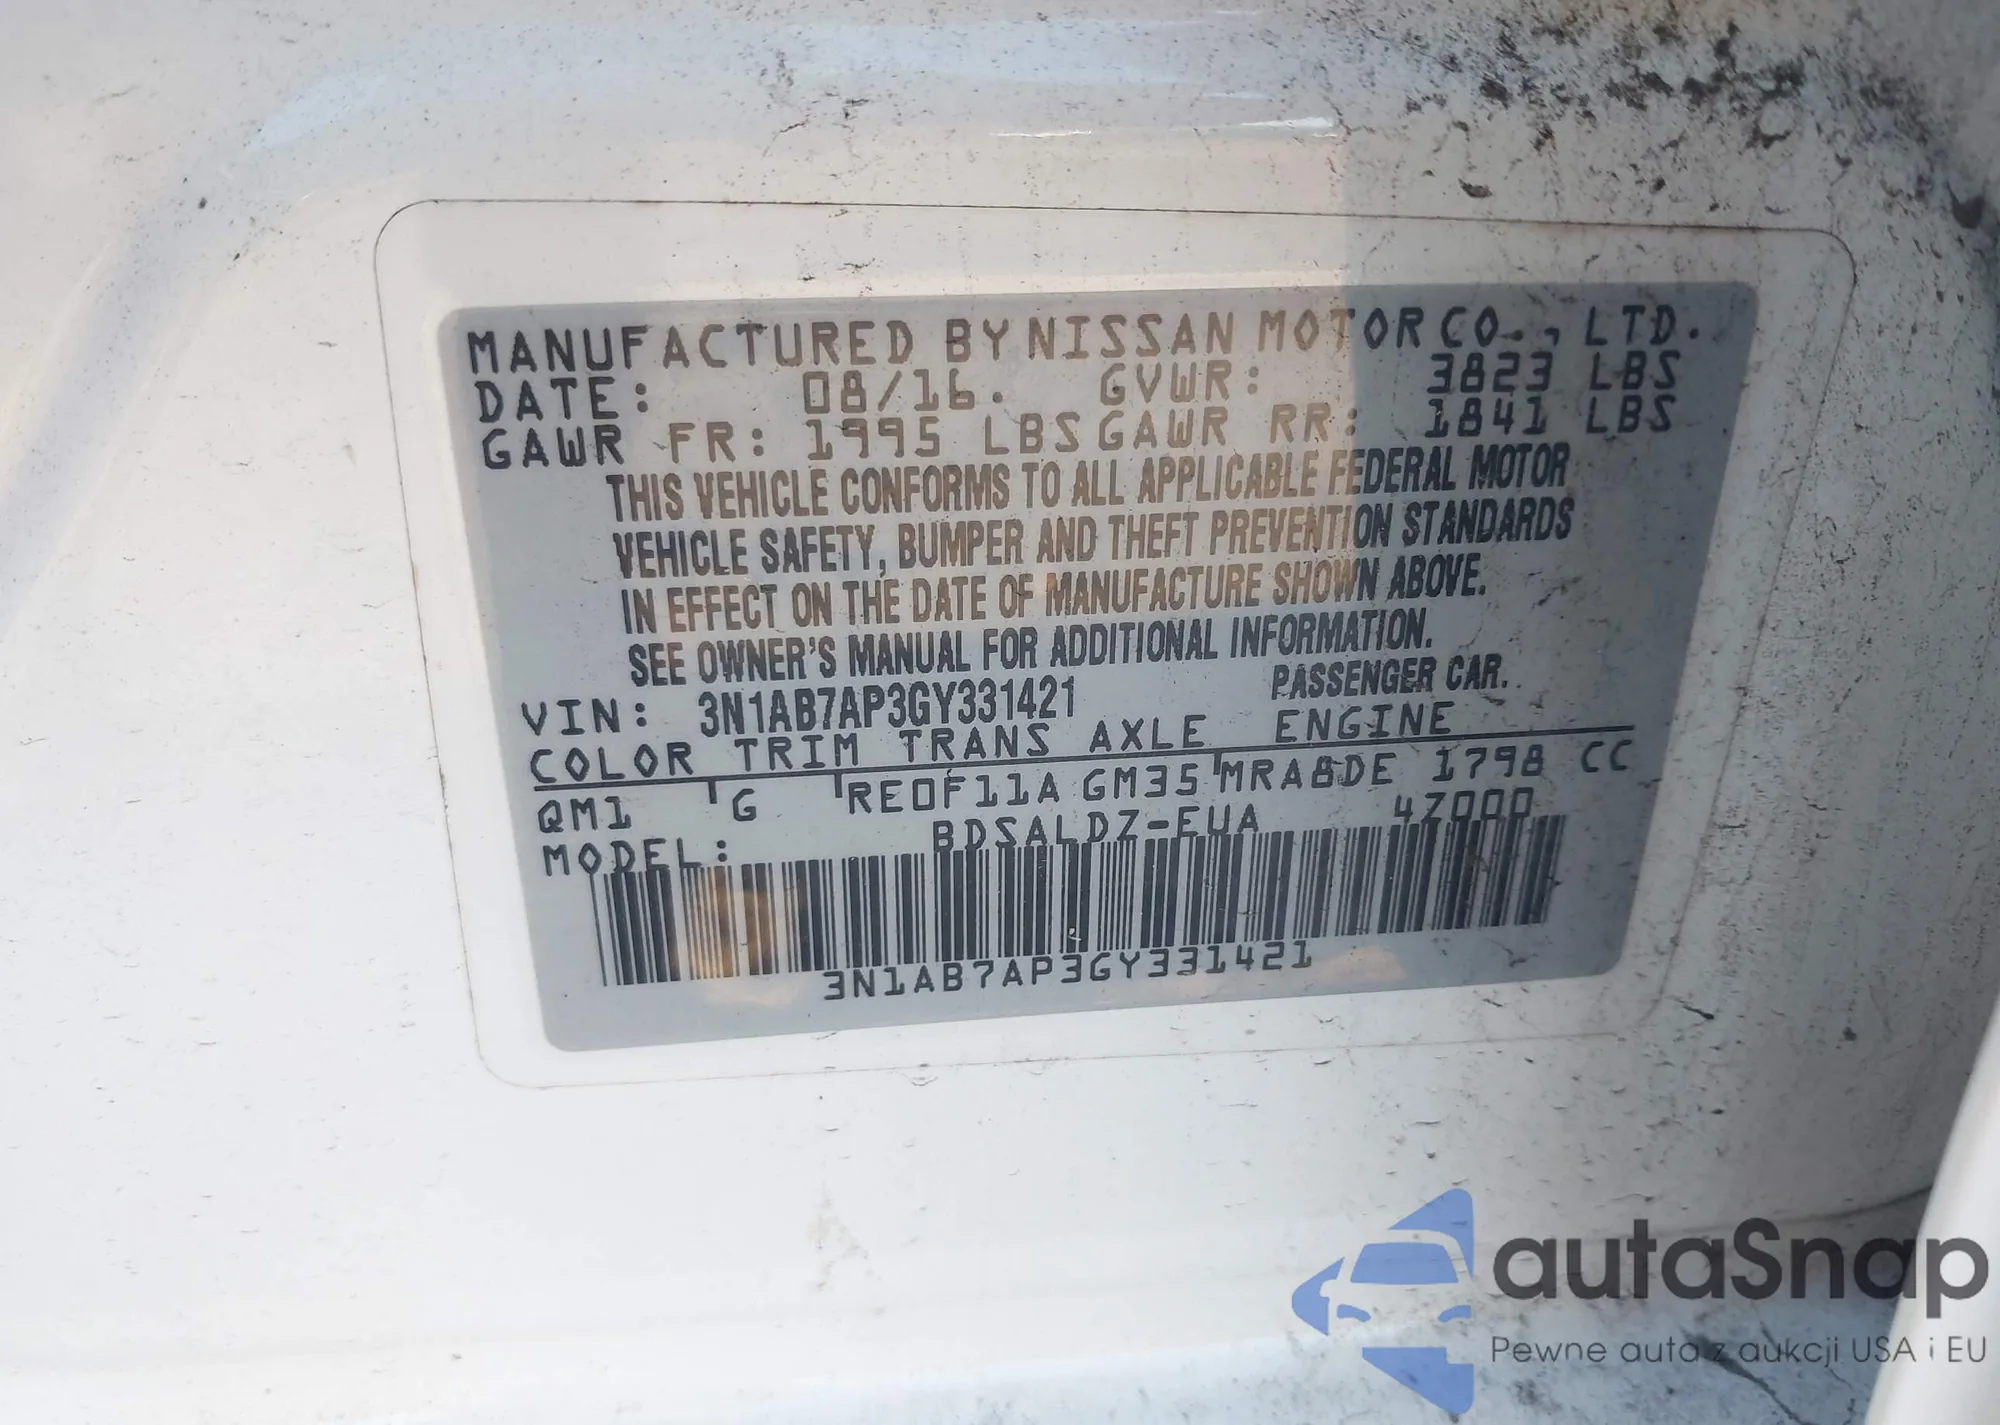 MANUFACTURED BY NISSAN MOTOR CO., LTD.
DATE: 08/16. GVWR: 3823 LBS
GAWR FR: 1995 LBS GAWR RR: 1841 LBS
THIS VEHICLE CONFORMS TO ALL APPLICABLE FEDERAL MOTOR
VEHICLE SAFETY, BUMPER AND THEFT PREVENTION STANDARDS
IN EFFECT ON THE DATE OF MANUFACTURE SHOWN ABOVE.
SEE OWNER'S MANUAL FOR ADDITIONAL INFORMATION.
VIN: 3N1AB7AP3GY331421 PASSENGER CAR.
COLOR TRIM TRANS AXLE ENGINE
QM1 G RE0F11A GM35 MRA8DE 1798 CC
MODEL: BDSALDZ-EUA 4Z000
3N1AB7AP3GY331421
autaSnap
Pewne auta z aukcji USA i EU